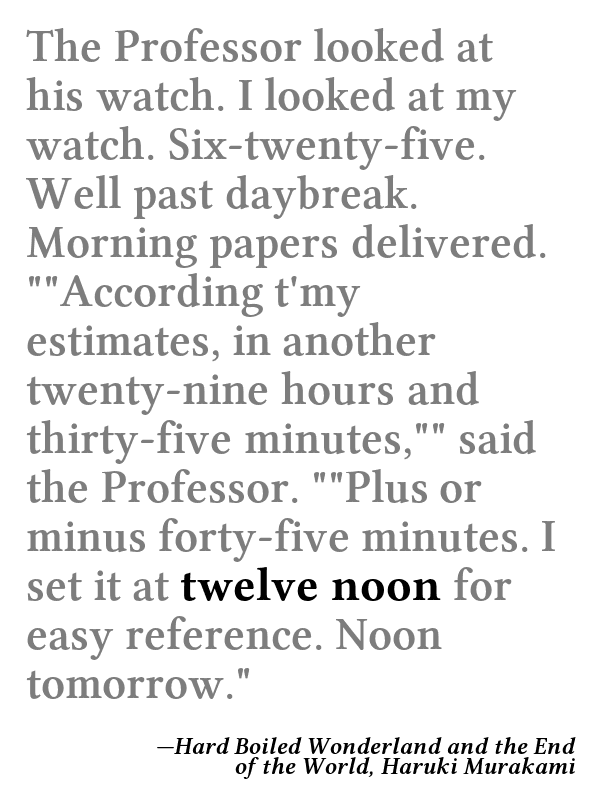 The Professor looked at
his watch. I looked at my
watch. Six-twenty-five.
Well past daybreak.
Morning papers delivered.
""According t'my
estimates, in another
twenty-nine hours and
thirty-five minutes,"" said
the Professor. ""Plus or
minus forty-five minutes. I
set it at twelve noon for
easy reference. Noon
tomorrow."
—Hard Boiled Wonderland and the End
of the World, Haruki Murakami